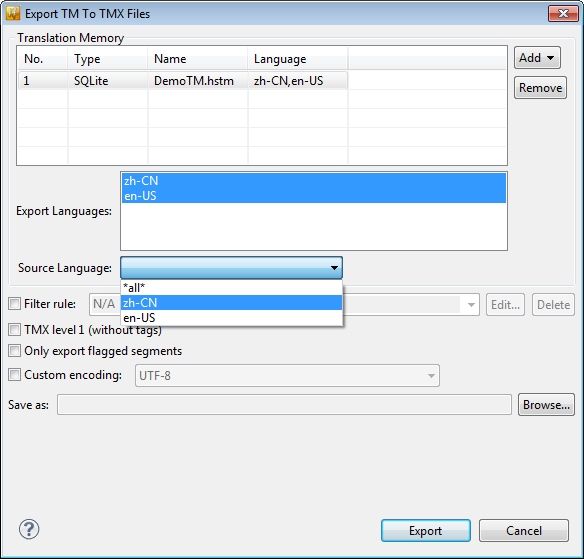 Export TM To TMX Files
Translation Memory
No. Type Name Language
1 SQLite DemoTM.hstm zh-CN,en-US
Add
Remove
Export Languages:
zh-CN
en-US
Source Language:
*all*
zh-CN
en-US
Filter rule: N/A Edit... Delete
TMX level 1 (without tags)
Only export flagged segments
Custom encoding: UTF-8
Save as: Browse...
? Export Cancel